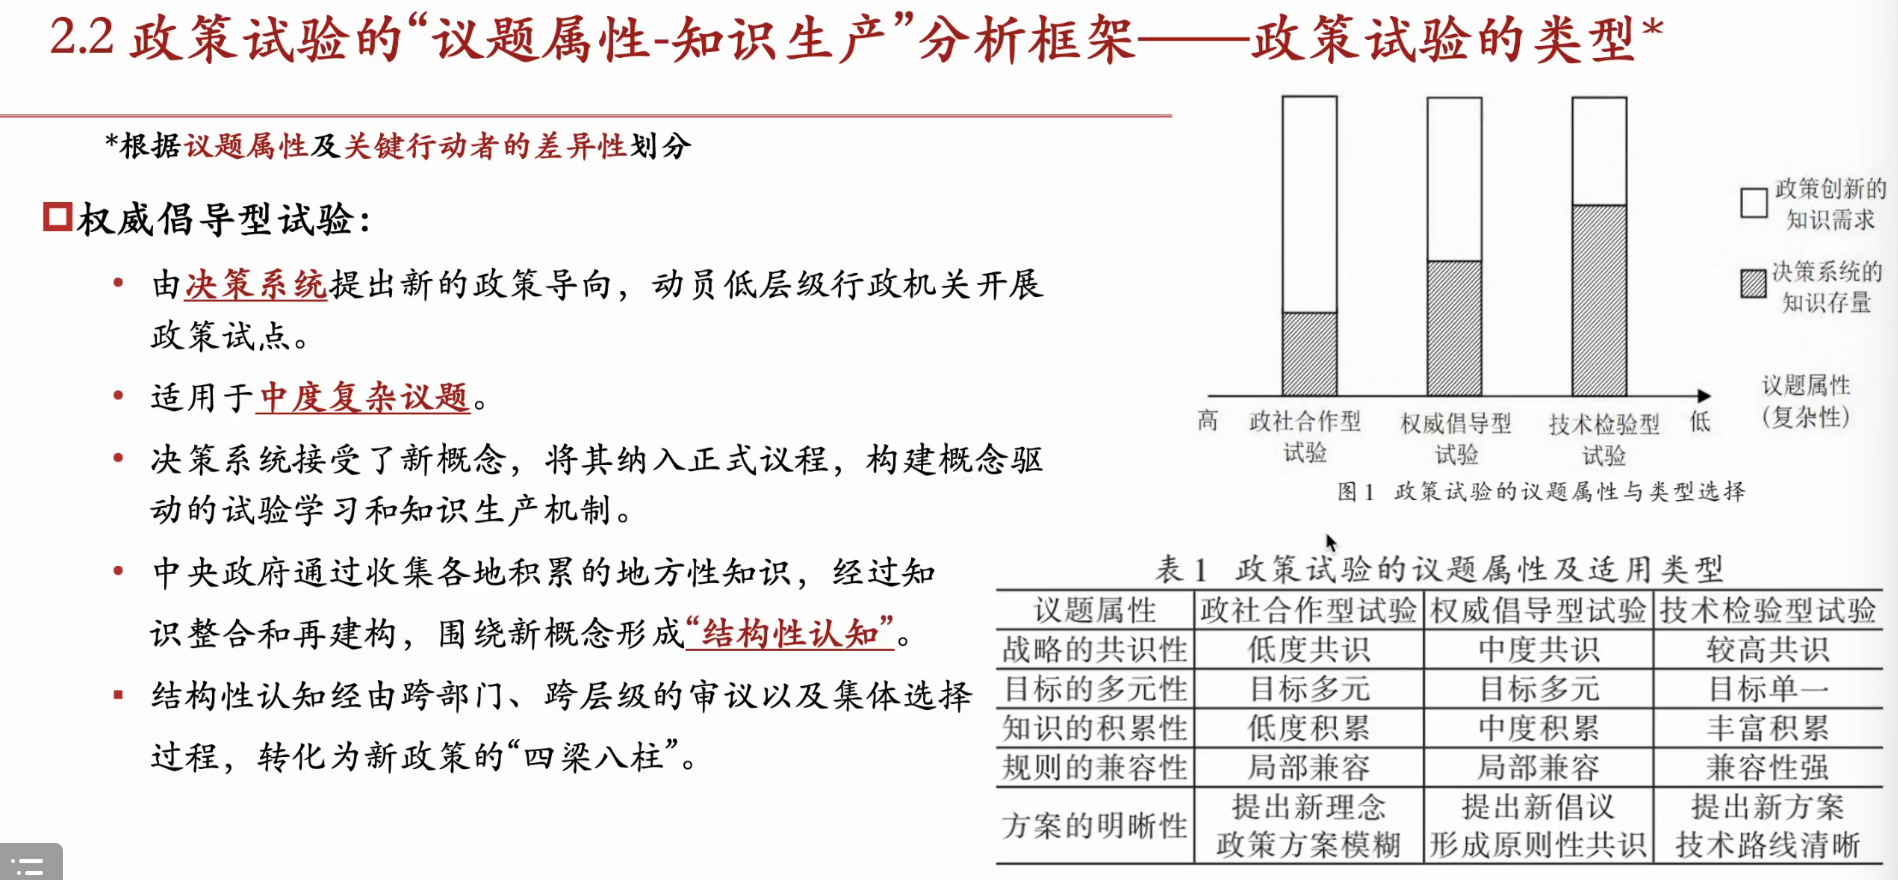 2.2 政策试验的“议题属性-知识生产”分析框架——政策试验的类型*
*根据议题属性及关键行动者的差异性划分
权威倡导型试验：
• 由决策系统提出新的政策导向，动员低层级行政机关开展
政策试点。
• 适用于中度复杂议题。
• 决策系统接受了新概念，将其纳入正式议程，构建概念驱
动的试验学习和知识生产机制。
• 中央政府通过收集各地积累的地方性知识，经过知
识整合和再建构，围绕新概念形成“结构性认知”。
▪ 结构性认知经由跨部门、跨层级的审议以及集体选择
过程，转化为新政策的“四梁八柱”。
政策创新的
知识需求
决策系统的
知识存量
议题属性
(复杂性)
高 政社合作型 权威倡导型 技术检验型 低
试验 试验 试验
图1 政策试验的议题属性与类型选择
表1 政策试验的议题属性及适用类型
议题属性 政社合作型试验 权威倡导型试验 技术检验型试验
战略的共识性 低度共识 中度共识 较高共识
目标的多元性 目标多元 目标多元 目标单一
知识的积累性 低度积累 中度积累 丰富积累
规则的兼容性 局部兼容 局部兼容 兼容性强
方案的明晰性 提出新理念 提出新倡议 提出新方案
政策方案模糊 形成原则性共识 技术路线清晰